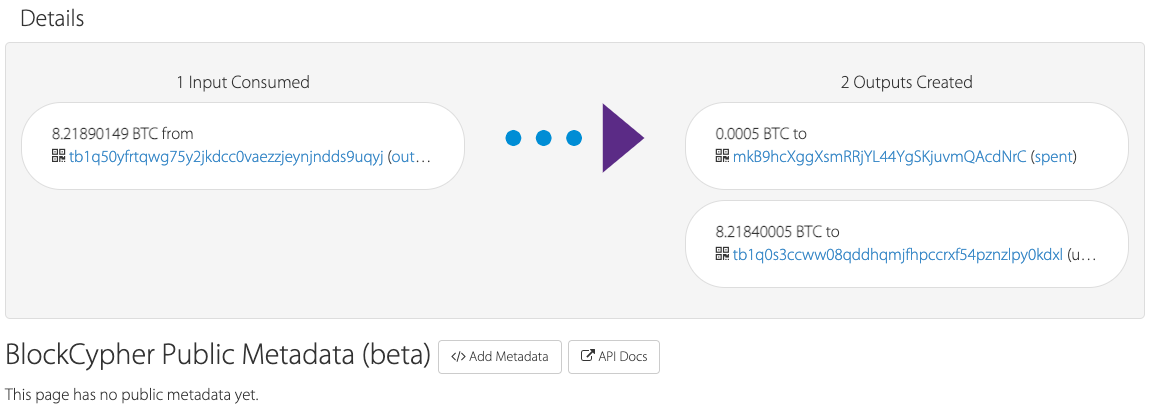 Details
1 Input Consumed
8.21890149 BTC from
tb1q50yfrtqwg75y2jkdcc0vaezzjeynjndds9uqyj (out…
2 Outputs Created
0.0005 BTC to
mkB9hcXggXsmRRjYL44YgSKjuvmQAcdNrC (spent)
8.21840005 BTC to
tb1q0s3ccww08qddhqmjfhpccrxf54pznzlpy0kdxl (u…
BlockCypher Public Metadata (beta) </> Add Metadata API Docs
This page has no public metadata yet.